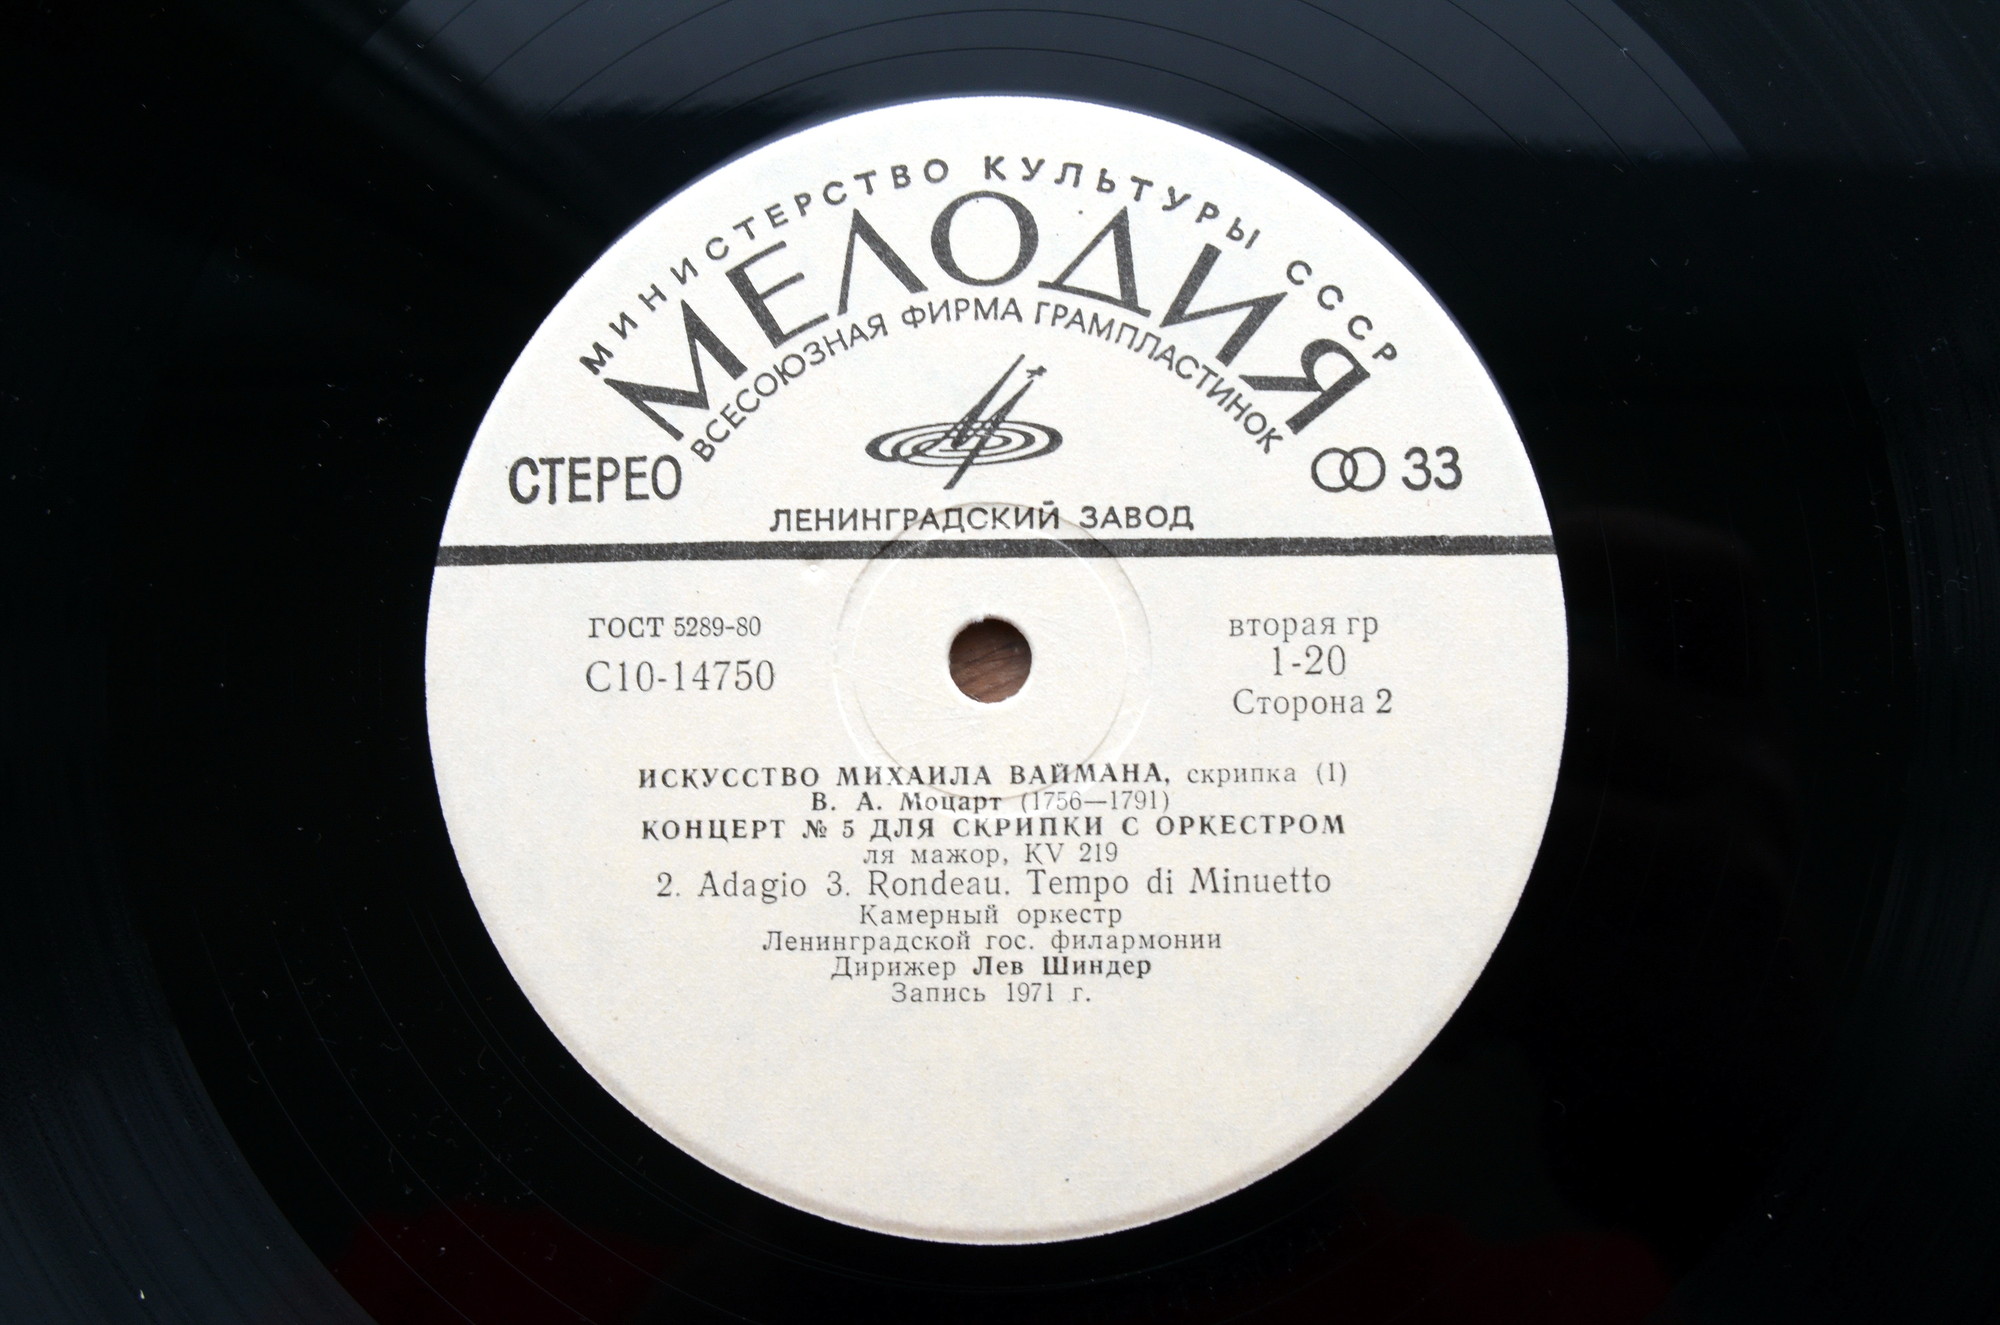 МИНИСТЕРСТВО КУЛЬТУРЫ СССР
МЕЛОДИЯ
ВСЕСОЮЗНАЯ ФИРМА ГРАМПЛАСТИНОК
СТЕРЕО
33
ЛЕНИНГРАДСКИЙ ЗАВОД
ГОСТ 5289-80
С10-14750
вторая гр
1-20
Сторона 2
ИСКУССТВО МИХАИЛА ВАЙМАНА, скрипка (1)
В. А. Моцарт (1756—1791)
КОНЦЕРТ № 5 ДЛЯ СКРИПКИ С ОРКЕСТРОМ
ля мажор, KV 219
2. Adagio 3. Rondeau. Tempo di Minuetto
Камерный оркестр
Ленинградской гос. филармонии
Дирижер Лев Шиндер
Запись 1971 г.